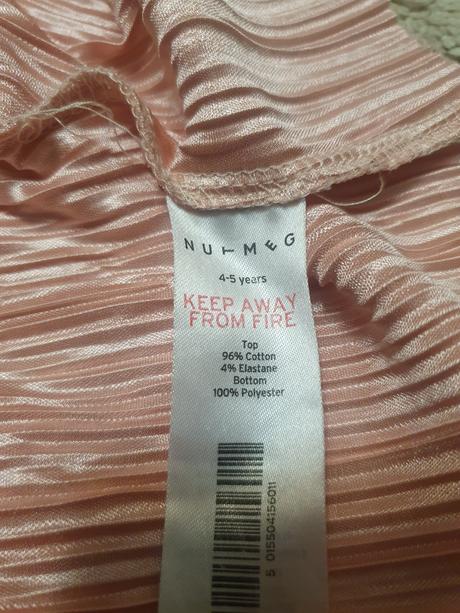 NUTMEG
4-5 years
KEEP AWAY
FROM FIRE
Top
96% Cotton
4% Elastane
Bottom
100% Polyester
5 015504156011